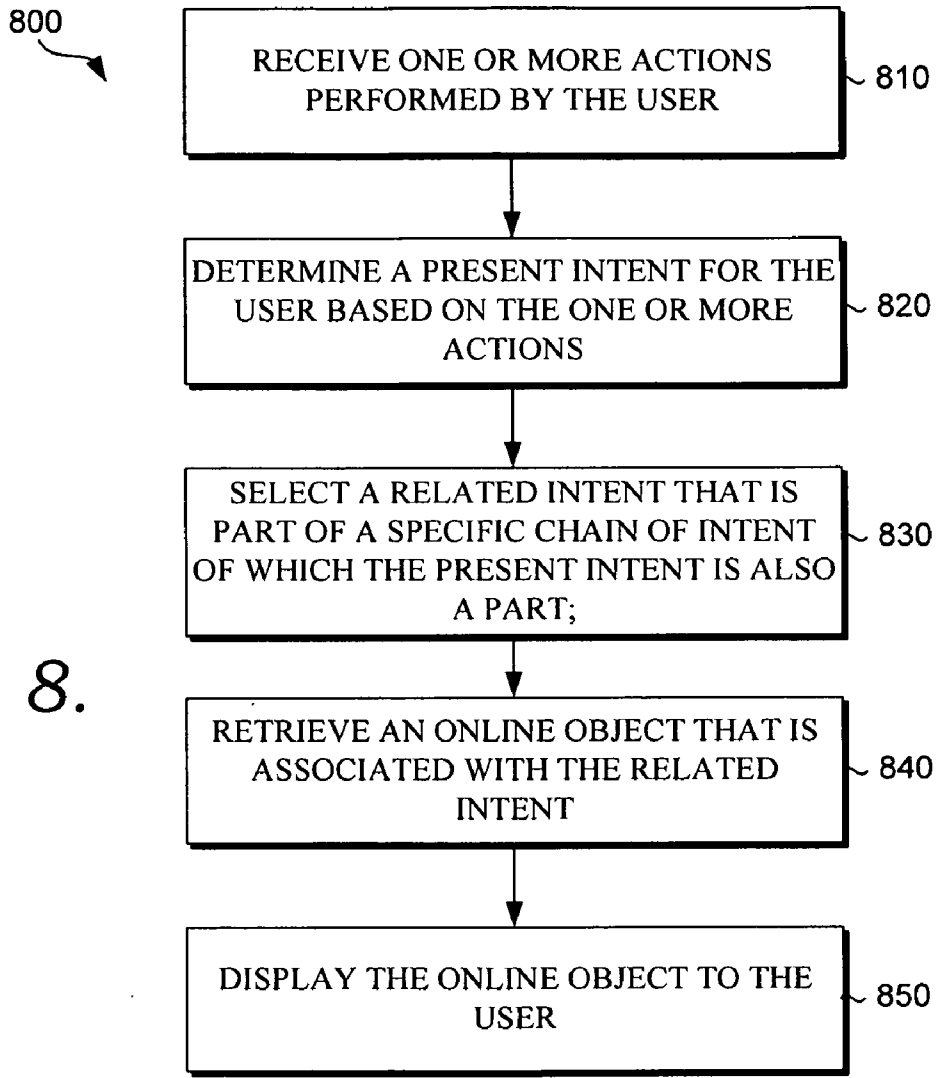 800
RECEIVE ONE OR MORE ACTIONS
PERFORMED BY THE USER
810
DETERMINE A PRESENT INTENT FOR THE
USER BASED ON THE ONE OR MORE
ACTIONS
820
SELECT A RELATED INTENT THAT IS
PART OF A SPECIFIC CHAIN OF INTENT
OF WHICH THE PRESENT INTENT IS ALSO
A PART;
830
8.
RETRIEVE AN ONLINE OBJECT THAT IS
ASSOCIATED WITH THE RELATED
INTENT
840
DISPLAY THE ONLINE OBJECT TO THE
USER
850